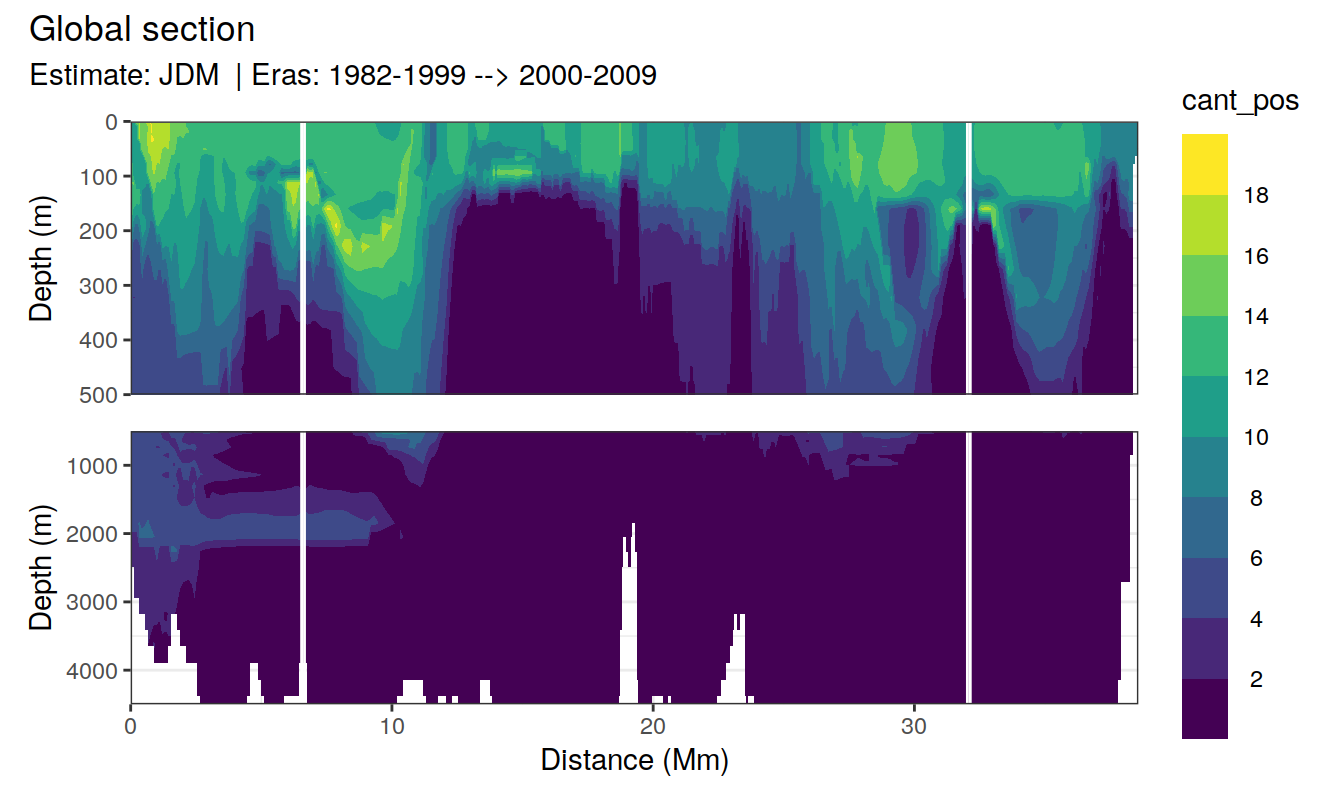 Global section
Estimate: JDM | Eras: 1982-1999 --> 2000-2009
cant_pos
18
16
14
12
10
8
6
4
2
Depth (m)
0
100
200
300
400
500
Depth (m)
1000
2000
3000
4000
0 10 20 30
Distance (Mm)